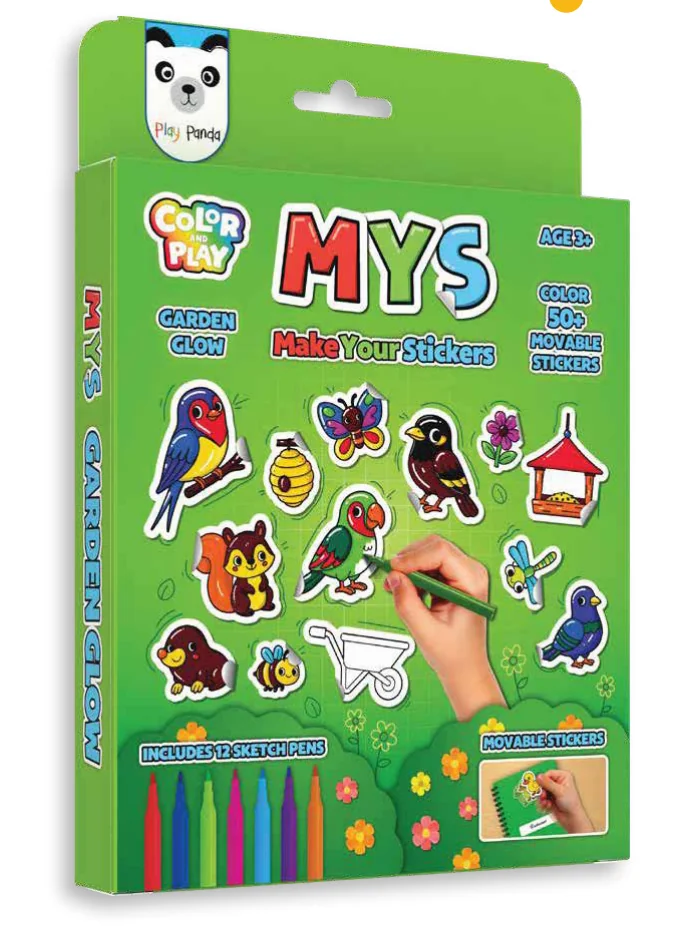 Play Panda
COLOR
AND
PLAY
MYS
AGE 3+
GARDEN
GLOW
Make Your Stickers
COLOR
50+
MOVABLE
STICKERS
MYS GARDEN GLOW
INCLUDES 12 SKETCH PENS
MOVABLE STICKERS